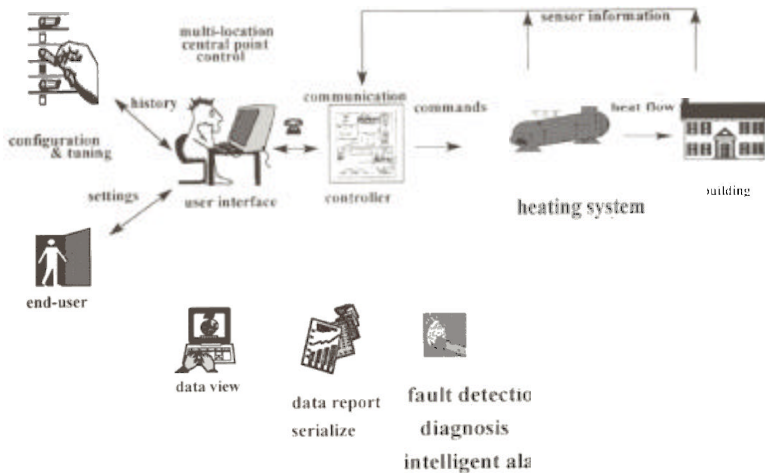 sensor information
multi-location
central point
control
history
communication
commands
heat flow
configuration
& tuning
settings
user interface
controller
heating system
building
end-user
data view
data report
serialize
fault detectio
diagnosis
intelligent ala